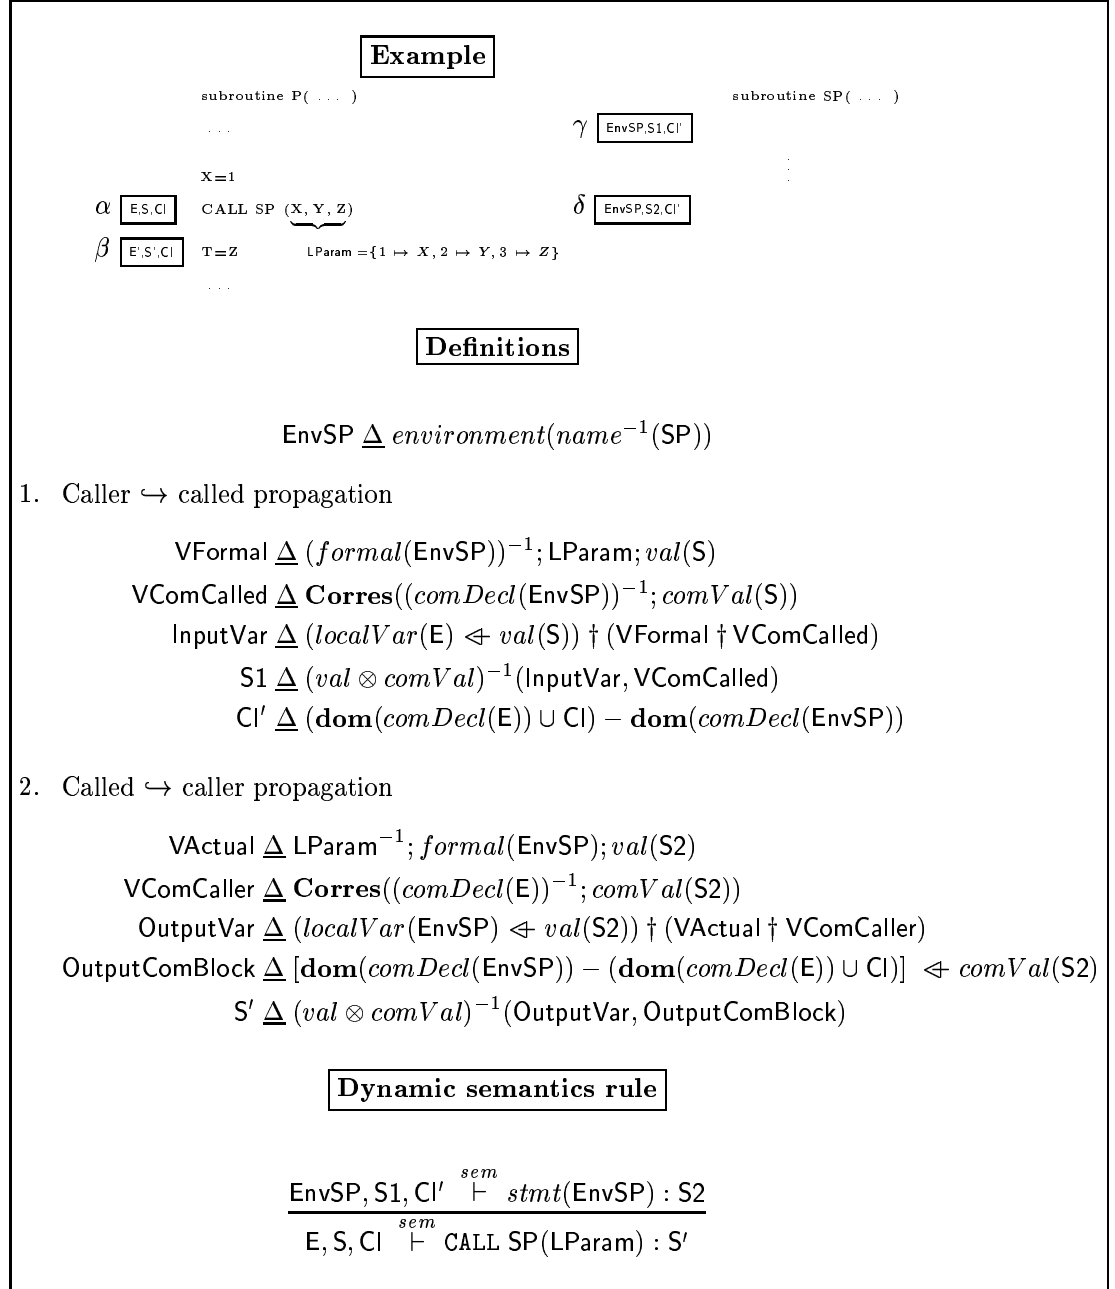 Example
subroutine P( . . . )
subroutine SP( . . . )
. . .
γ EnvSP,S1,Cl'
X=1
⋮
α E,S,Cl CALL SP (X, Y, Z)
δ EnvSP,S2,Cl'
β E',S',Cl T=Z LParam = {1 ↦ X, 2 ↦ Y, 3 ↦ Z}
. . .
Definitions
EnvSP ≜ environment(name⁻¹(SP))
1. Caller ↪ called propagation
VFormal ≜ (formal(EnvSP))⁻¹; LParam; val(S)
VComCalled ≜ Corres((comDecl(EnvSP))⁻¹; comVal(S))
InputVar ≜ (localVar(E) ⩤ val(S)) † (VFormal † VComCalled)
S1 ≜ (val ⊗ comVal)⁻¹(InputVar, VComCalled)
Cl′ ≜ (dom(comDecl(E)) ∪ Cl) − dom(comDecl(EnvSP))
2. Called ↪ caller propagation
VActual ≜ LParam⁻¹; formal(EnvSP); val(S2)
VComCaller ≜ Corres((comDecl(E))⁻¹; comVal(S2))
OutputVar ≜ (localVar(EnvSP) ⩤ val(S2)) † (VActual † VComCaller)
OutputComBlock ≜ [dom(comDecl(EnvSP)) − (dom(comDecl(E)) ∪ Cl)] ⩤ comVal(S2)
S′ ≜ (val ⊗ comVal)⁻¹(OutputVar, OutputComBlock)
Dynamic semantics rule
sem
EnvSP, S1, Cl′ ⊢ stmt(EnvSP) : S2
sem
E, S, Cl ⊢ CALL SP(LParam) : S′